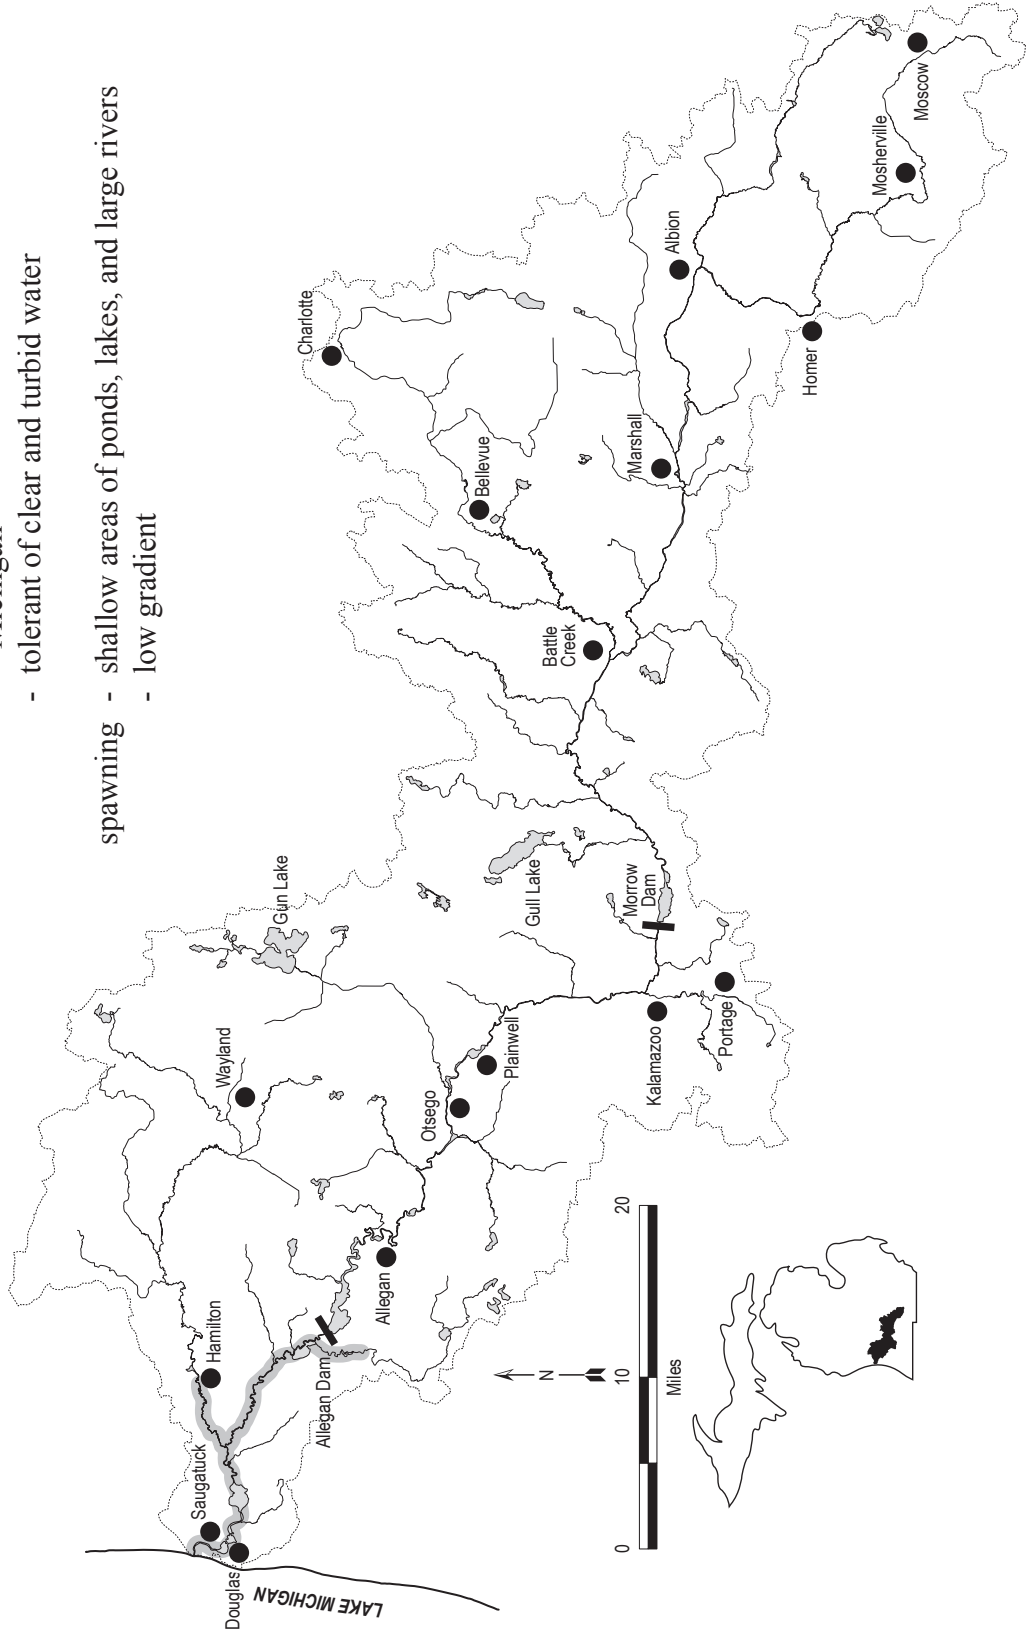 - tolerant of clear and turbid water
spawning - shallow areas of ponds, lakes, and large rivers
- low gradient
Saugatuck
Douglas
LAKE MICHIGAN
Hamilton
Allegan Dam
Allegan
Wayland
Otsego
Plainwell
Gun Lake
Gull Lake
Kalamazoo
Portage
Morrow
Dam
Battle
Creek
Bellevue
Charlotte
Marshall
Albion
Homer
Mosherville
Moscow
N
0 10 20
Miles